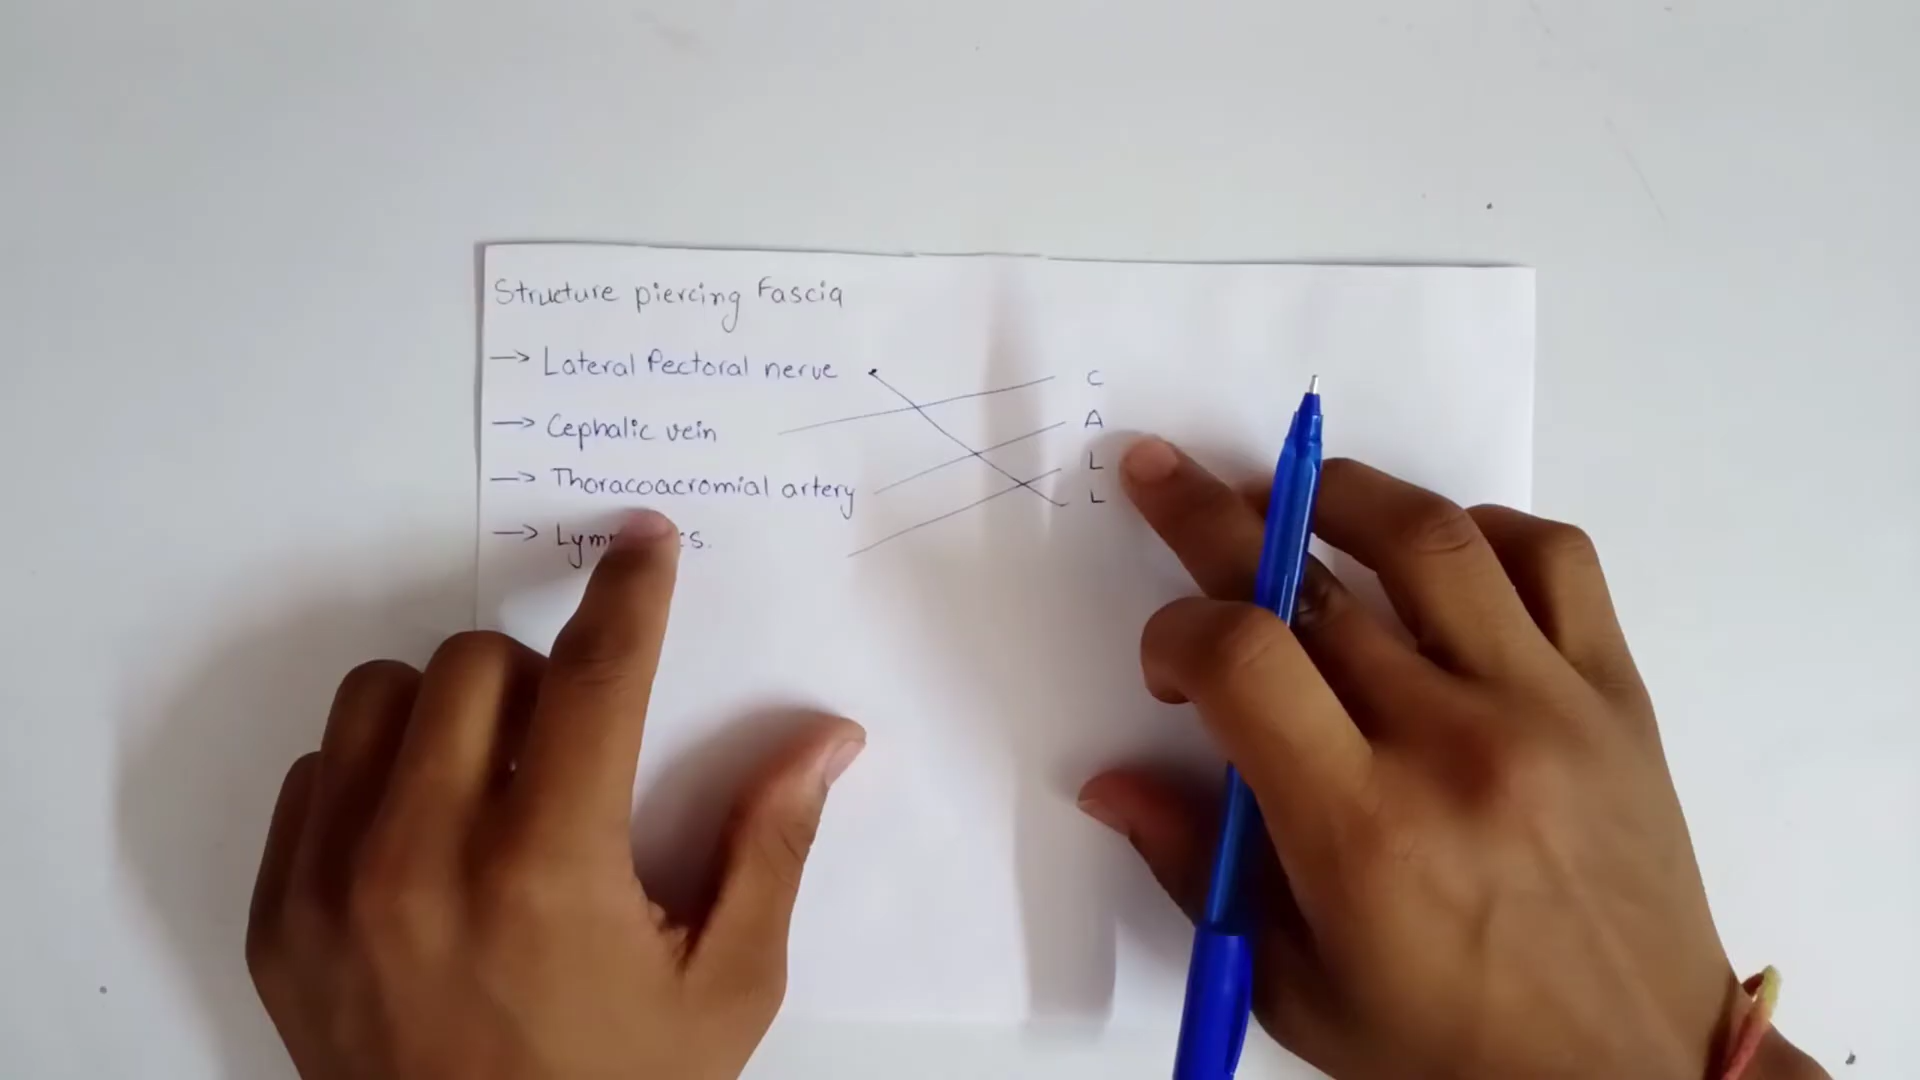 Structure piercing Fascia
→ Lateral Pectoral nerve
→ Cephalic vein
→ Thoracoacromial artery
→
C
A
L
L